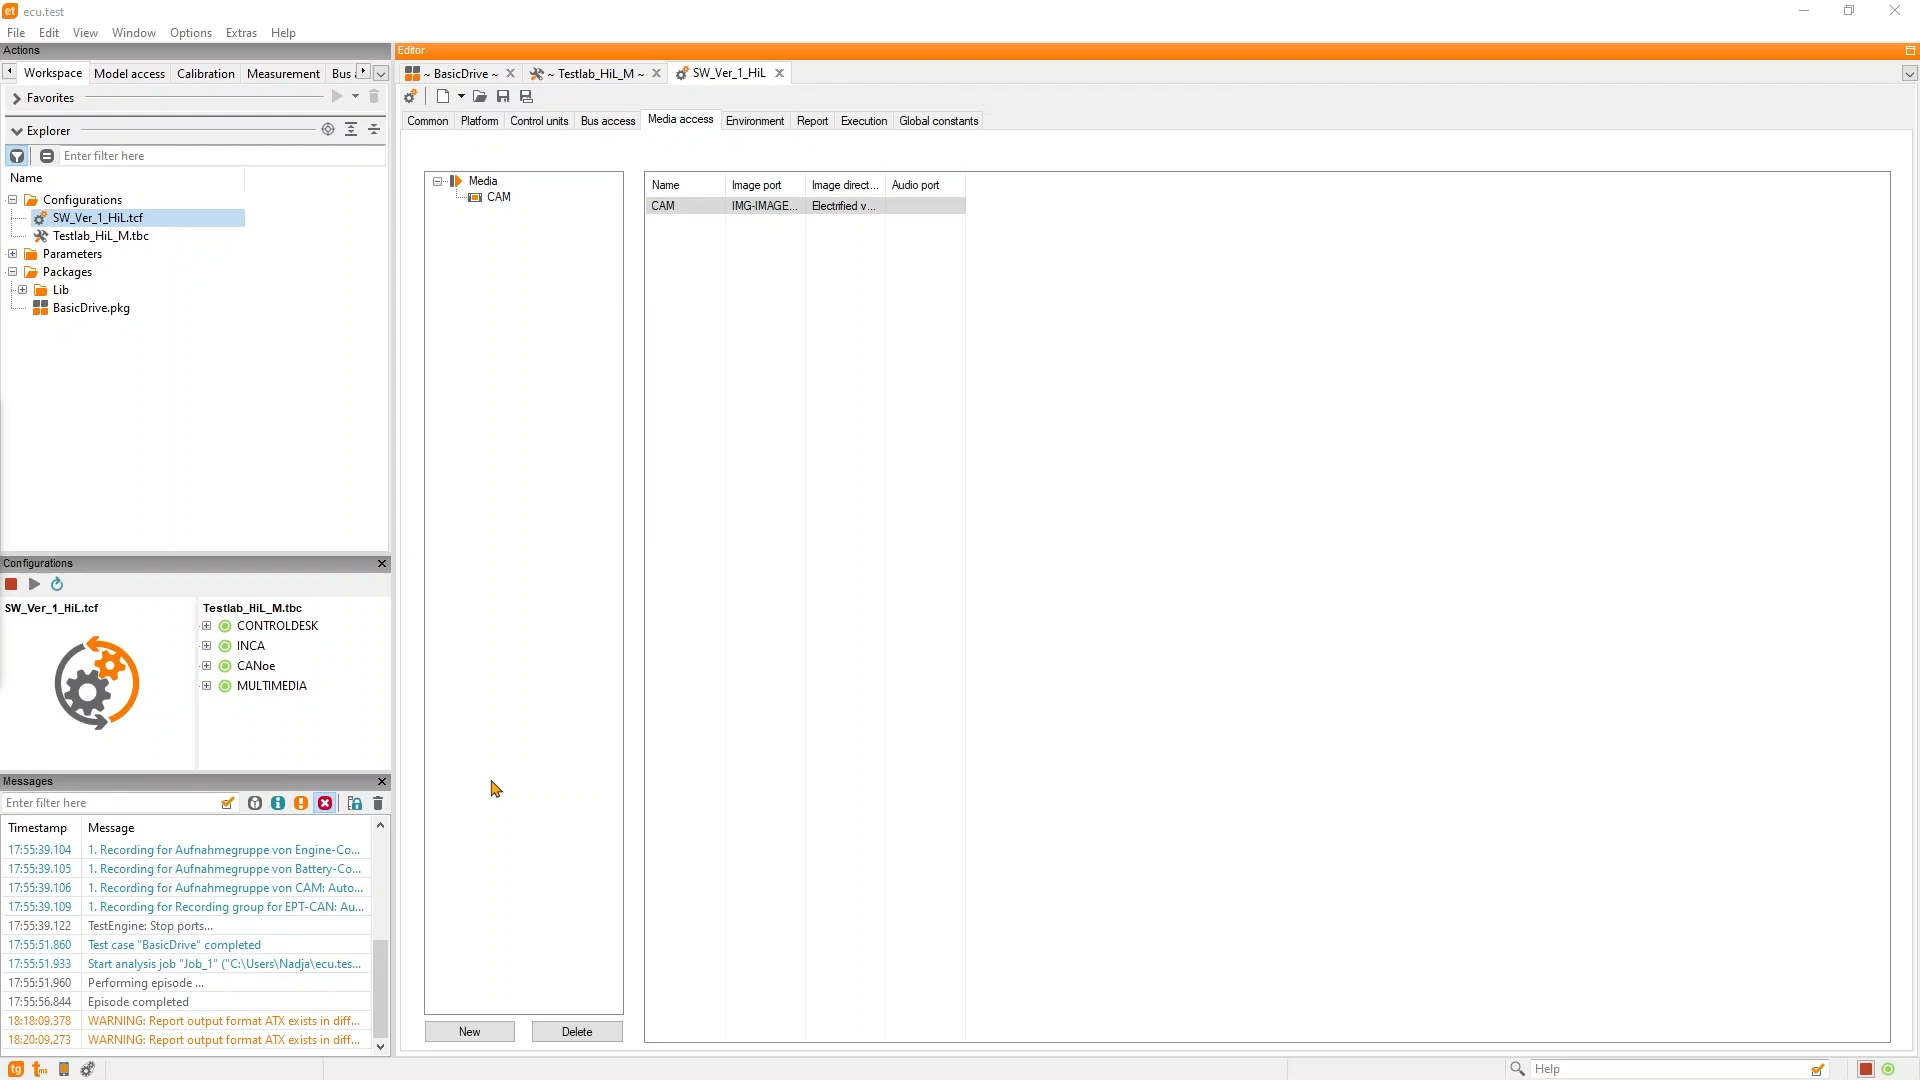 et ecu.test
File Edit View Window Options Extras Help
Actions
Editor
Workspace Model access Calibration Measurement Bus a
~ BasicDrive ~ ~ Testlab_HiL_M ~ SW_Ver_1_HiL
Favorites
Common Platform Control units Bus access Media access Environment Report Execution Global constants
Explorer
Enter filter here
Name
Configurations
SW_Ver_1_HiL.tcf
Testlab_HiL_M.tbc
Parameters
Packages
Lib
BasicDrive.pkg
Media
CAM
Name Image port Image direct... Audio port
CAM IMG-IMAGE... Electrified v...
New Delete
Configurations
SW_Ver_1_HiL.tcf
Testlab_HiL_M.tbc
CONTROLDESK
INCA
CANoe
MULTIMEDIA
Messages
Enter filter here
Timestamp Message
17:55:39.104 1. Recording for Aufnahmegruppe von Engine-Co...
17:55:39.105 1. Recording for Aufnahmegruppe von Battery-Co...
17:55:39.106 1. Recording for Aufnahmegruppe von CAM: Auto...
17:55:39.109 1. Recording for Recording group for EPT-CAN: Au...
17:55:39.122 TestEngine: Stop ports...
17:55:51.860 Test case "BasicDrive" completed
17:55:51.933 Start analysis job "Job_1" ("C:\Users\Nadja\ecu.tes...
17:55:51.960 Performing episode ...
17:55:56.844 Episode completed
18:18:09.378 WARNING: Report output format ATX exists in diff...
18:20:09.273 WARNING: Report output format ATX exists in diff...
tg tms Help